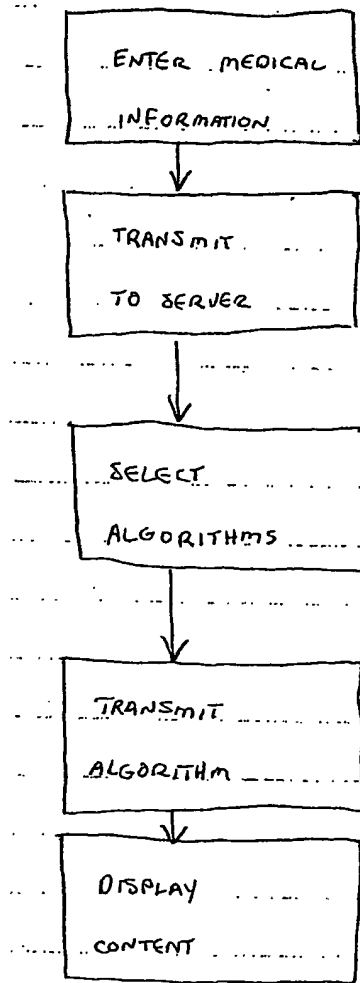 ENTER MEDICAL
INFORMATION
TRANSMIT
TO SERVER
SELECT
ALGORITHMS
TRANSMIT
ALGORITHM
DISPLAY
CONTENT